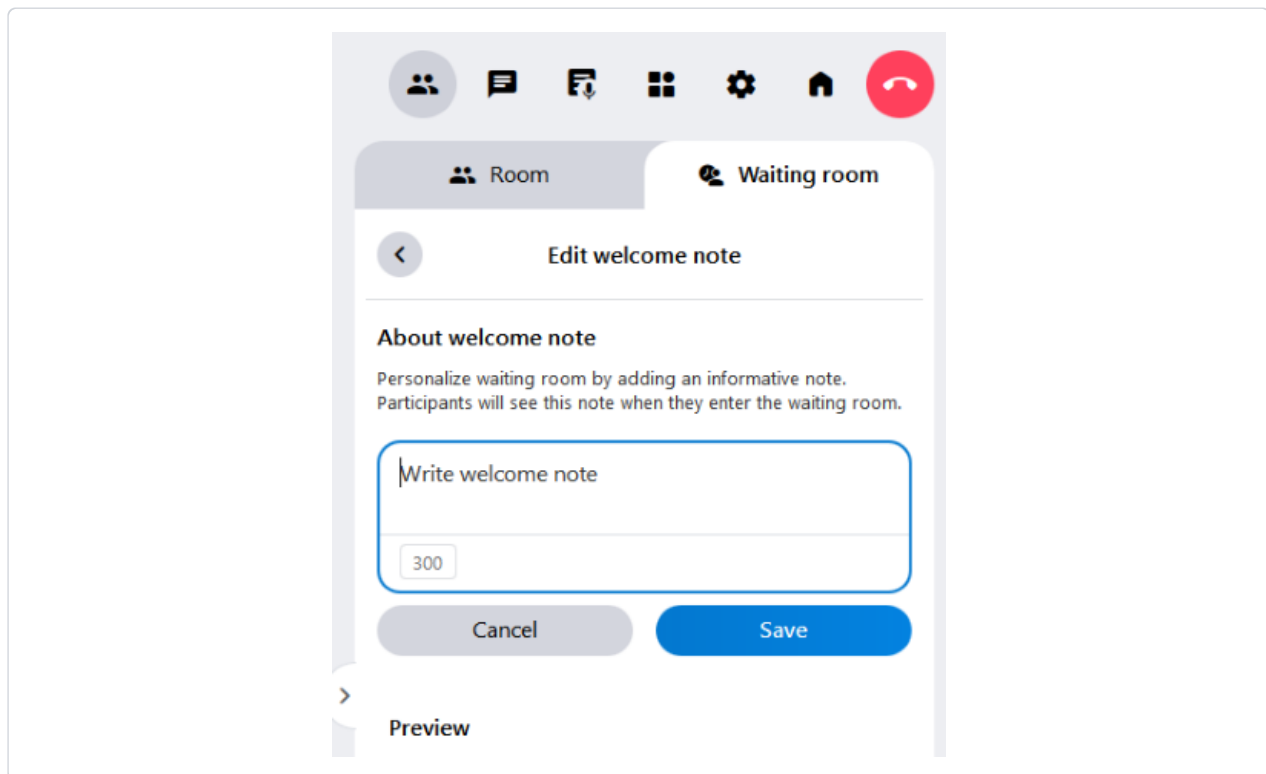 Room
Waiting room
Edit welcome note
About welcome note
Personalize waiting room by adding an informative note.
Participants will see this note when they enter the waiting room.
Write welcome note
300
Cancel
Save
Preview